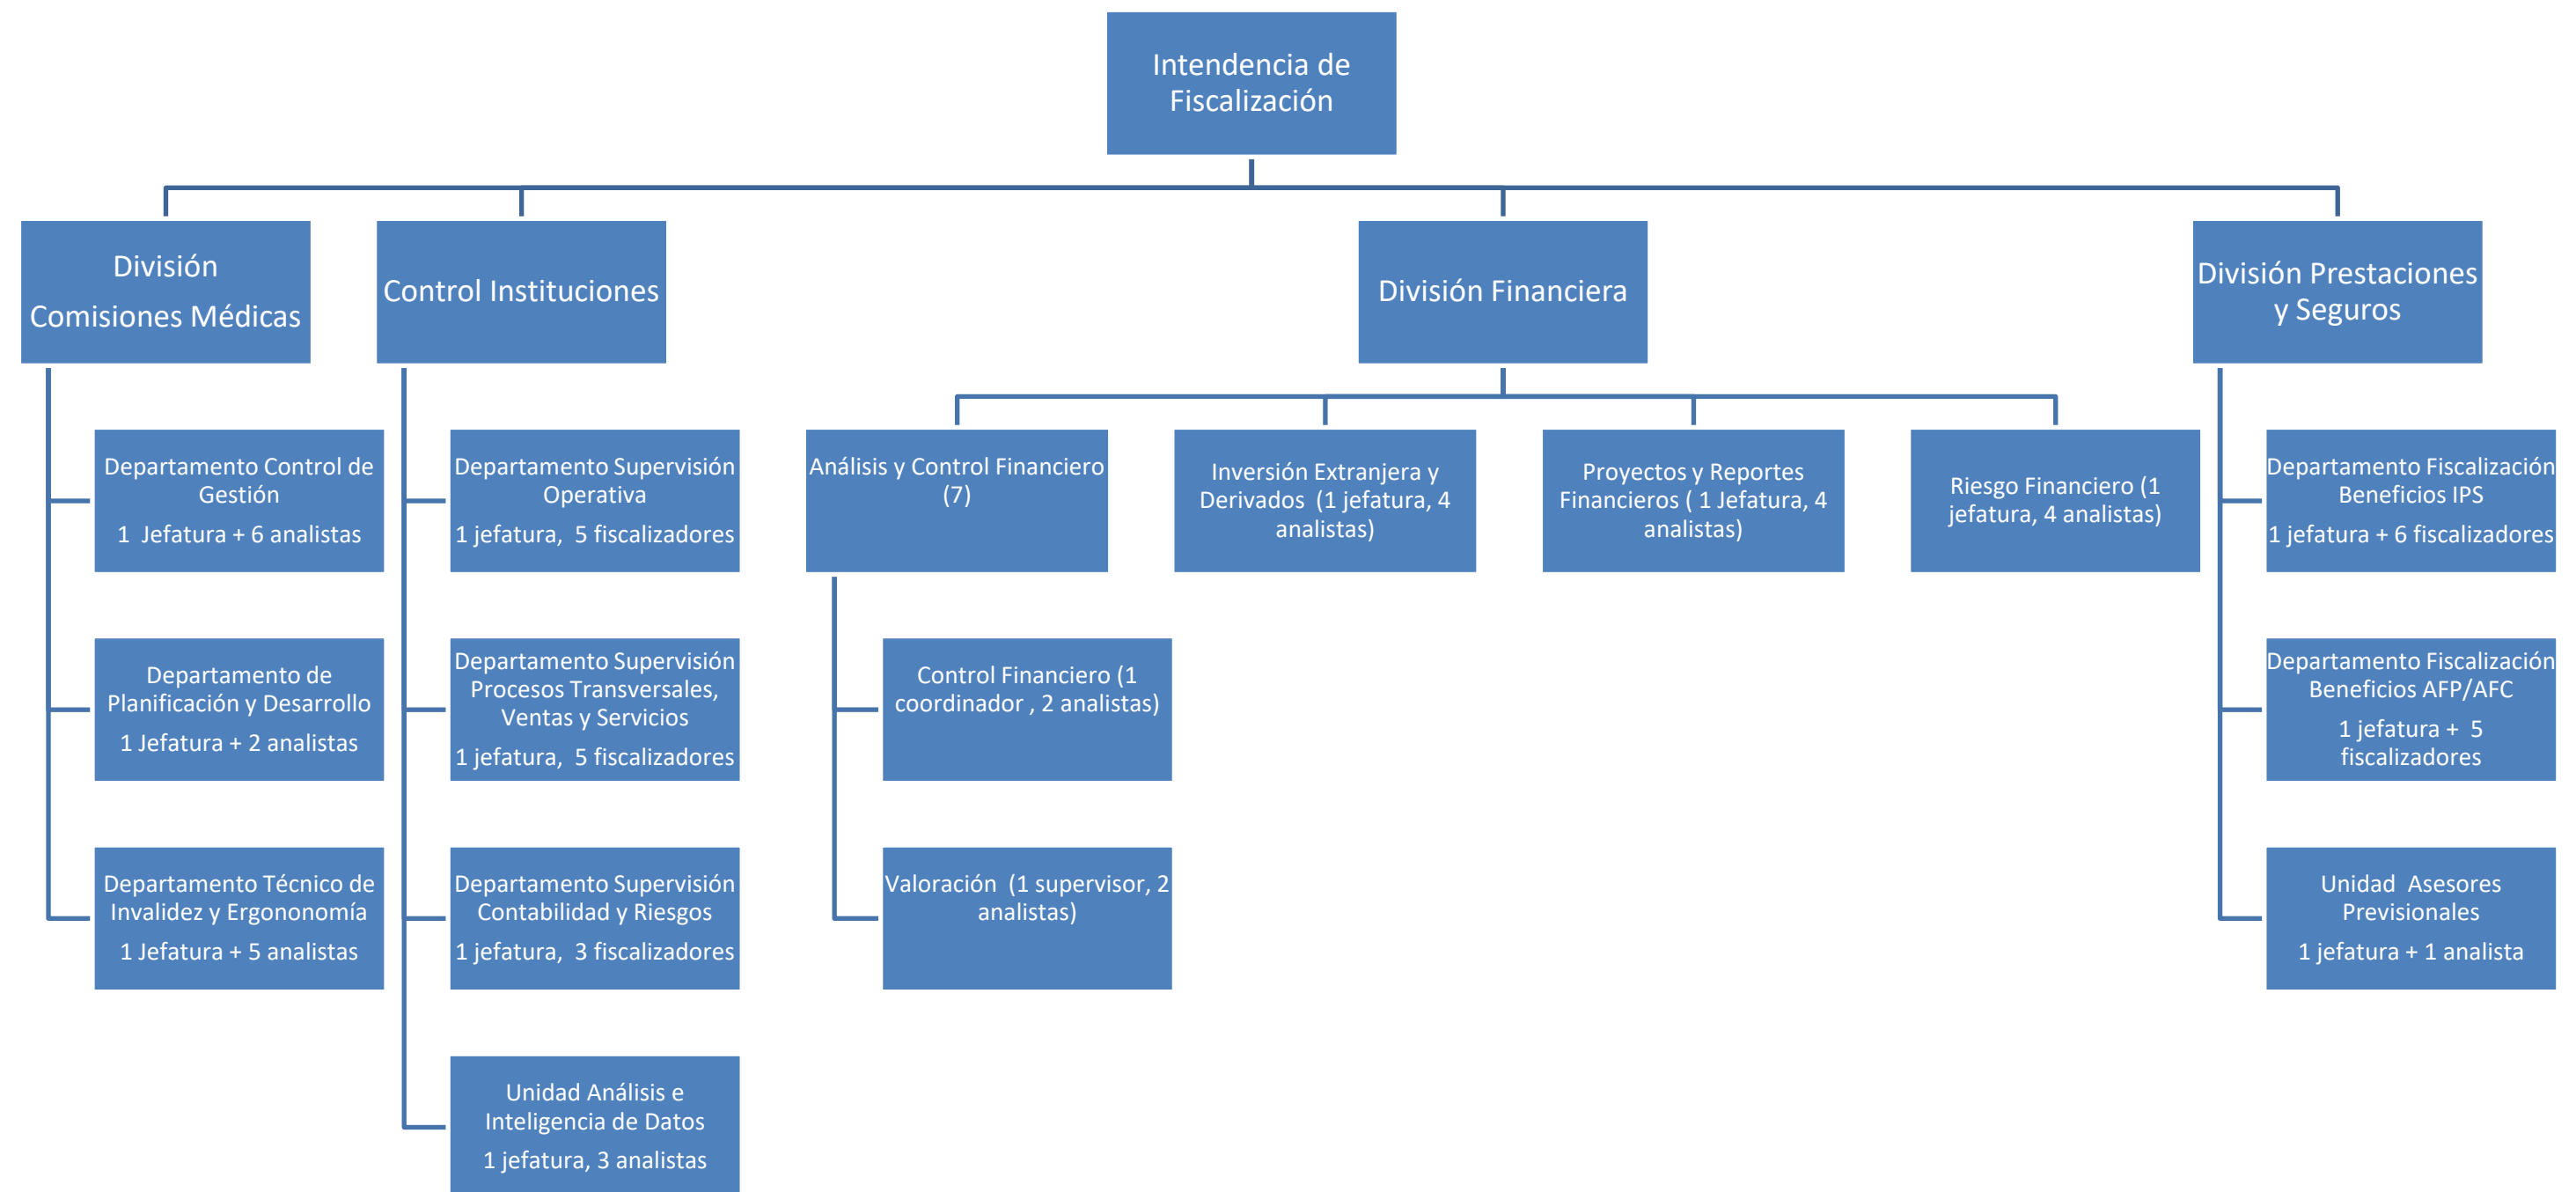 Intendencia de
Fiscalización
División
Comisiones Médicas
Control Instituciones
División Financiera
División Prestaciones
y Seguros
Departamento Control de
Gestión
1 Jefatura + 6 analistas
Departamento de
Planificación y Desarrollo
1 Jefatura + 2 analistas
Departamento Técnico de
Invalidez y Ergononomía
1 Jefatura + 5 analistas
Departamento Supervisión
Operativa
1 jefatura, 5 fiscalizadores
Departamento Supervisión
Procesos Transversales,
Ventas y Servicios
1 jefatura, 5 fiscalizadores
Departamento Supervisión
Contabilidad y Riesgos
1 jefatura, 3 fiscalizadores
Unidad Análisis e
Inteligencia de Datos
1 jefatura, 3 analistas
Análisis y Control Financiero
(7)
Control Financiero (1
coordinador , 2 analistas)
Valoración (1 supervisor, 2
analistas)
Inversión Extranjera y
Derivados (1 jefatura, 4
analistas)
Proyectos y Reportes
Financieros ( 1 Jefatura, 4
analistas)
Riesgo Financiero (1
jefatura, 4 analistas)
Departamento Fiscalización
Beneficios IPS
1 jefatura + 6 fiscalizadores
Departamento Fiscalización
Beneficios AFP/AFC
1 jefatura + 5
fiscalizadores
Unidad Asesores
Previsionales
1 jefatura + 1 analista